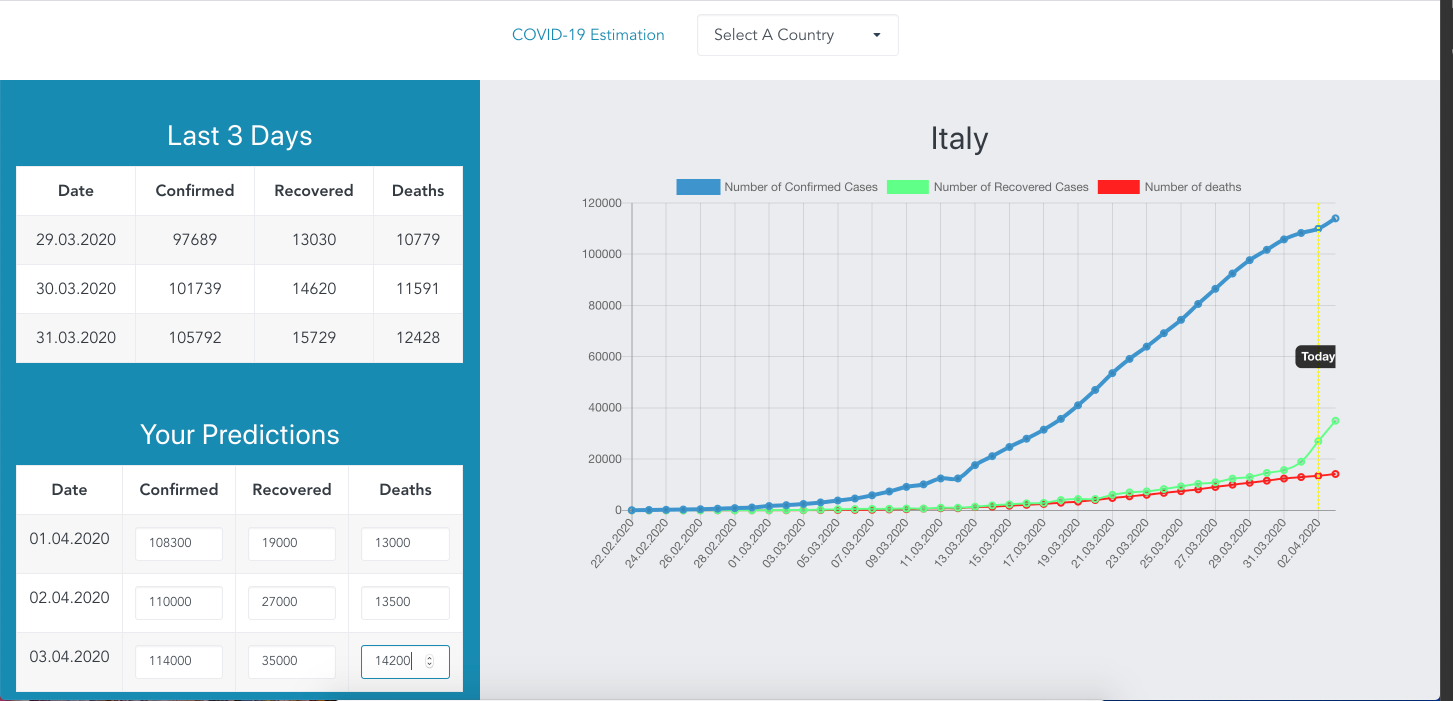 COVID-19 Estimation Select A Country
Last 3 Days
Date Confirmed Recovered Deaths
29.03.2020 97689 13030 10779
30.03.2020 101739 14620 11591
31.03.2020 105792 15729 12428
Your Predictions
Date Confirmed Recovered Deaths
01.04.2020 108300 19000 13000
02.04.2020 110000 27000 13500
03.04.2020 114000 35000 14200
Italy
Number of Confirmed Cases Number of Recovered Cases Number of deaths
120000
100000
80000
60000
40000
20000
0
Today
22.02.2020 24.02.2020 26.02.2020 28.02.2020 01.03.2020 03.03.2020 05.03.2020 07.03.2020 09.03.2020 11.03.2020 13.03.2020 15.03.2020 17.03.2020 19.03.2020 21.03.2020 23.03.2020 25.03.2020 27.03.2020 29.03.2020 31.03.2020 02.04.2020